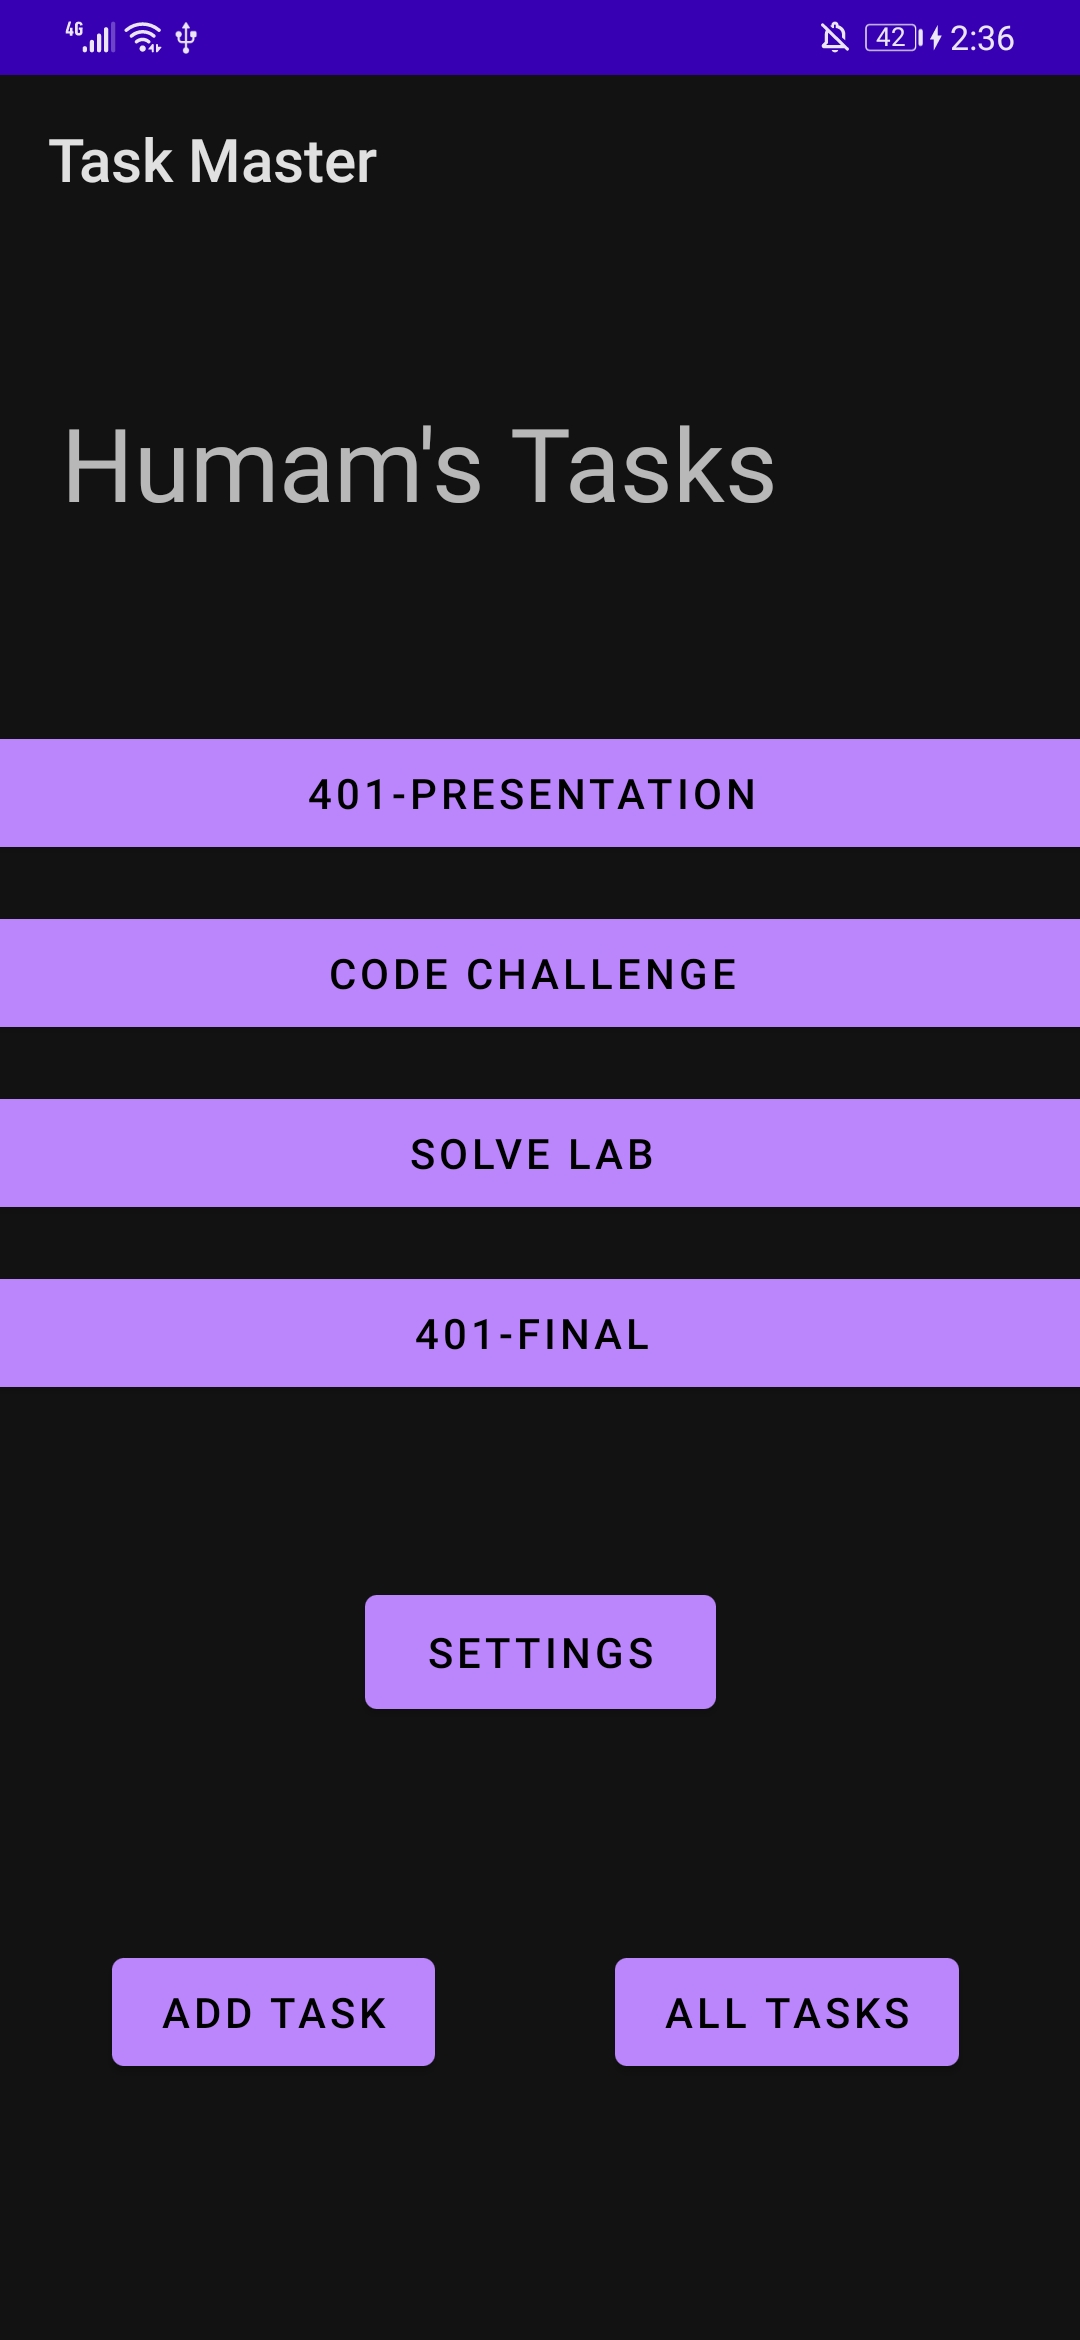 4G 42 2:36
Task Master
Humam's Tasks
401-PRESENTATION
CODE CHALLENGE
SOLVE LAB
401-FINAL
SETTINGS
ADD TASK ALL TASKS